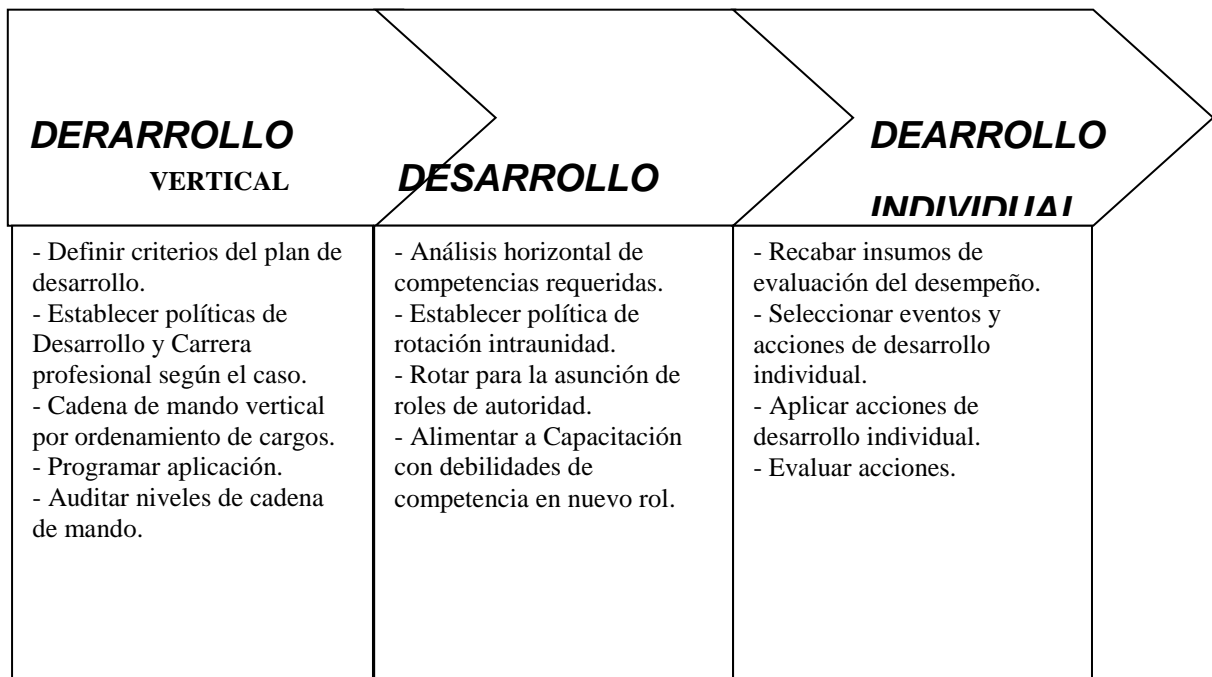 DERARROLLO
VERTICAL
- Definir criterios del plan de
desarrollo.
- Establecer políticas de
Desarrollo y Carrera
profesional según el caso.
- Cadena de mando vertical
por ordenamiento de cargos.
- Programar aplicación.
- Auditar niveles de cadena
de mando.
DESARROLLO
- Análisis horizontal de
competencias requeridas.
- Establecer política de
rotación intraunidad.
- Rotar para la asunción de
roles de autoridad.
- Alimentar a Capacitación
con debilidades de
competencia en nuevo rol.
DEARROLLO
INDIVIDUAL
- Recabar insumos de
evaluación del desempeño.
- Seleccionar eventos y
acciones de desarrollo
individual.
- Aplicar acciones de
desarrollo individual.
- Evaluar acciones.